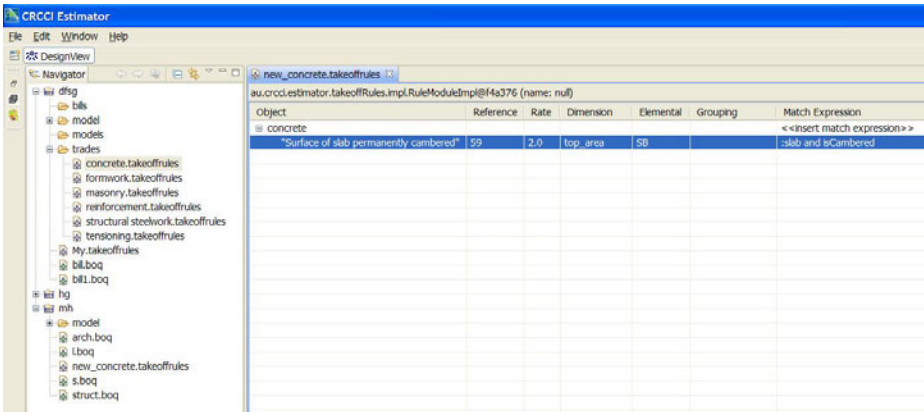 CRCCI Estimator
File Edit Window Help
DesignView
Navigator
new_concrete.takeoffrules
dfsg
bills
model
models
trades
concrete.takeoffrules
formwork.takeoffrules
masonry.takeoffrules
reinforcement.takeoffrules
structural steelwork.takeoffrules
tensioning.takeoffrules
My.takeoffrules
bill.boq
bill1.boq
hg
mh
model
arch.boq
l.boq
new_concrete.takeoffrules
s.boq
struct.boq
au.crcci.estimator.takeoffRules.impl.RuleModuleImpl@f4a376 (name: null)
Object Reference Rate Dimension Elemental Grouping Match Expression
concrete <<insert match expression>>
"Surface of slab permanently cambered" 59 2.0 top_area SB :slab and isCambered